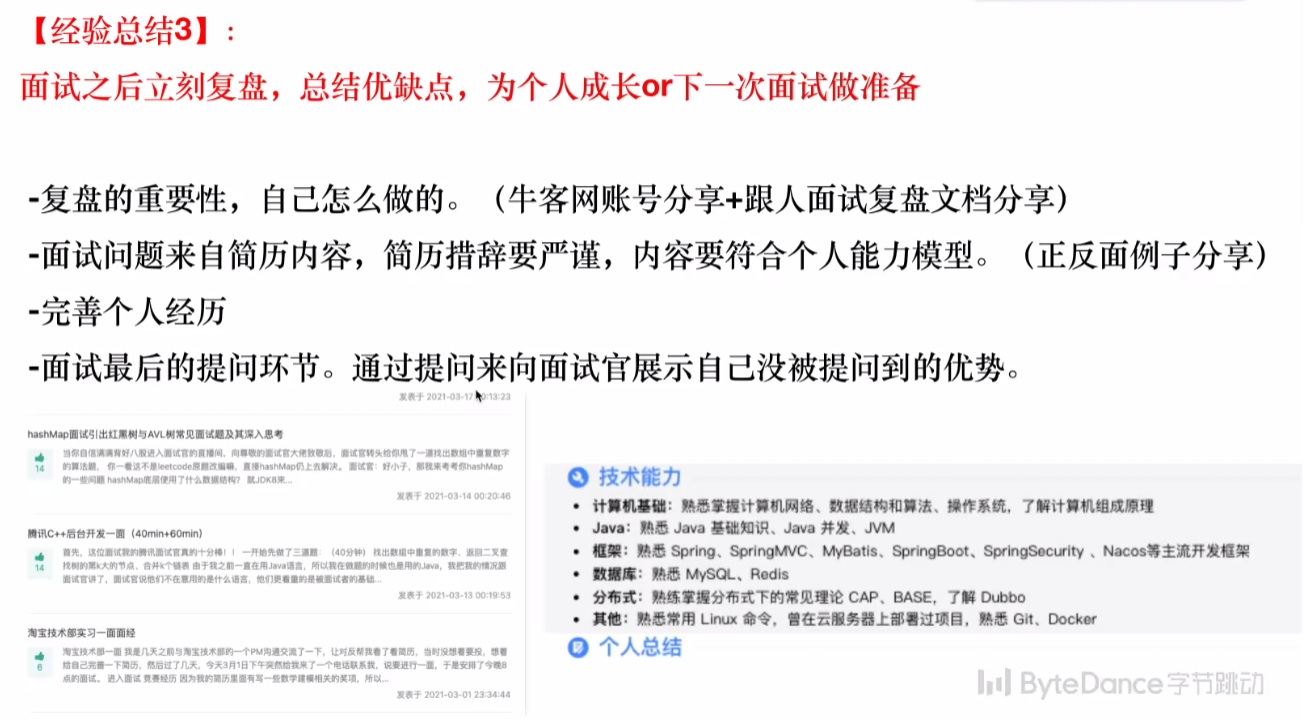 【经验总结3】：
面试之后立刻复盘，总结优缺点，为个人成长or下一次面试做准备
-复盘的重要性，自己怎么做的。（牛客网账号分享+跟人面试复盘文档分享）
-面试问题来自简历内容，简历措辞要严谨，内容要符合个人能力模型。（正反面例子分享）
-完善个人经历
-面试最后的提问环节。通过提问来向面试官展示自己没被提问到的优势。
发表于 2021-03-17 0:13:23
hashMap面试引出红黑树与AVL树常见面试题及其深入思考
14
当你自信满满背好八股进入面试官的直播间，向尊敬的面试官大佬致敬后，面试官转头给你甩了一道找出数组中重复数字
的算法题， 你一看这不是leetcode原题改编嘛，直接hashMap仍上去解决。 面试官：好小子，那我来考考你hashMap
的一些问题 hashMap底层使用了什么数据结构？ 就JDK8来...
发表于 2021-03-14 00:20:46
腾讯C++后台开发一面（40min+60min）
14
首先，这位面试我的腾讯面试官真的十分棒！！ 一开始先做了三道题：（40分钟） 找出数组中重复的数字、返回二叉查
找树的第k大的节点、合并k个链表 由于我之前一直在用Java语言，所以我在做题的时候也是用的Java，我把我的情况跟
面试官讲了，面试官说他们不在意用的是什么语言，他们更看重的是被面试者的基础...
发表于 2021-03-13 00:19:53
淘宝技术部实习一面面经
6
淘宝技术部一面 我是几天之前与淘宝技术部的一个PM沟通交流了一下，让对反帮我看了看简历，当时没想着要投，想着
给自己完善一下简历，然后过了几天，今天3月1日下午突然给我来了一个电话联系我，说要进行一面，于是安排了今晚8
点的面试。 进入面试 竞赛经历 因为我的简历里面有写一些数学建模相关的奖项，所以...
发表于 2021-03-01 23:34:44
技术能力
• 计算机基础：熟悉掌握计算机网络、数据结构和算法、操作系统，了解计算机组成原理
• Java：熟悉 Java 基础知识、Java 并发、JVM
• 框架：熟悉 Spring、SpringMVC、MyBatis、SpringBoot、SpringSecurity 、Nacos等主流开发框架
• 数据库：熟悉 MySQL、Redis
• 分布式：熟练掌握分布式下的常见理论 CAP、BASE，了解 Dubbo
• 其他：熟悉常用 Linux 命令，曾在云服务器上部署过项目，熟悉 Git、Docker
个人总结
ByteDance字节跳动